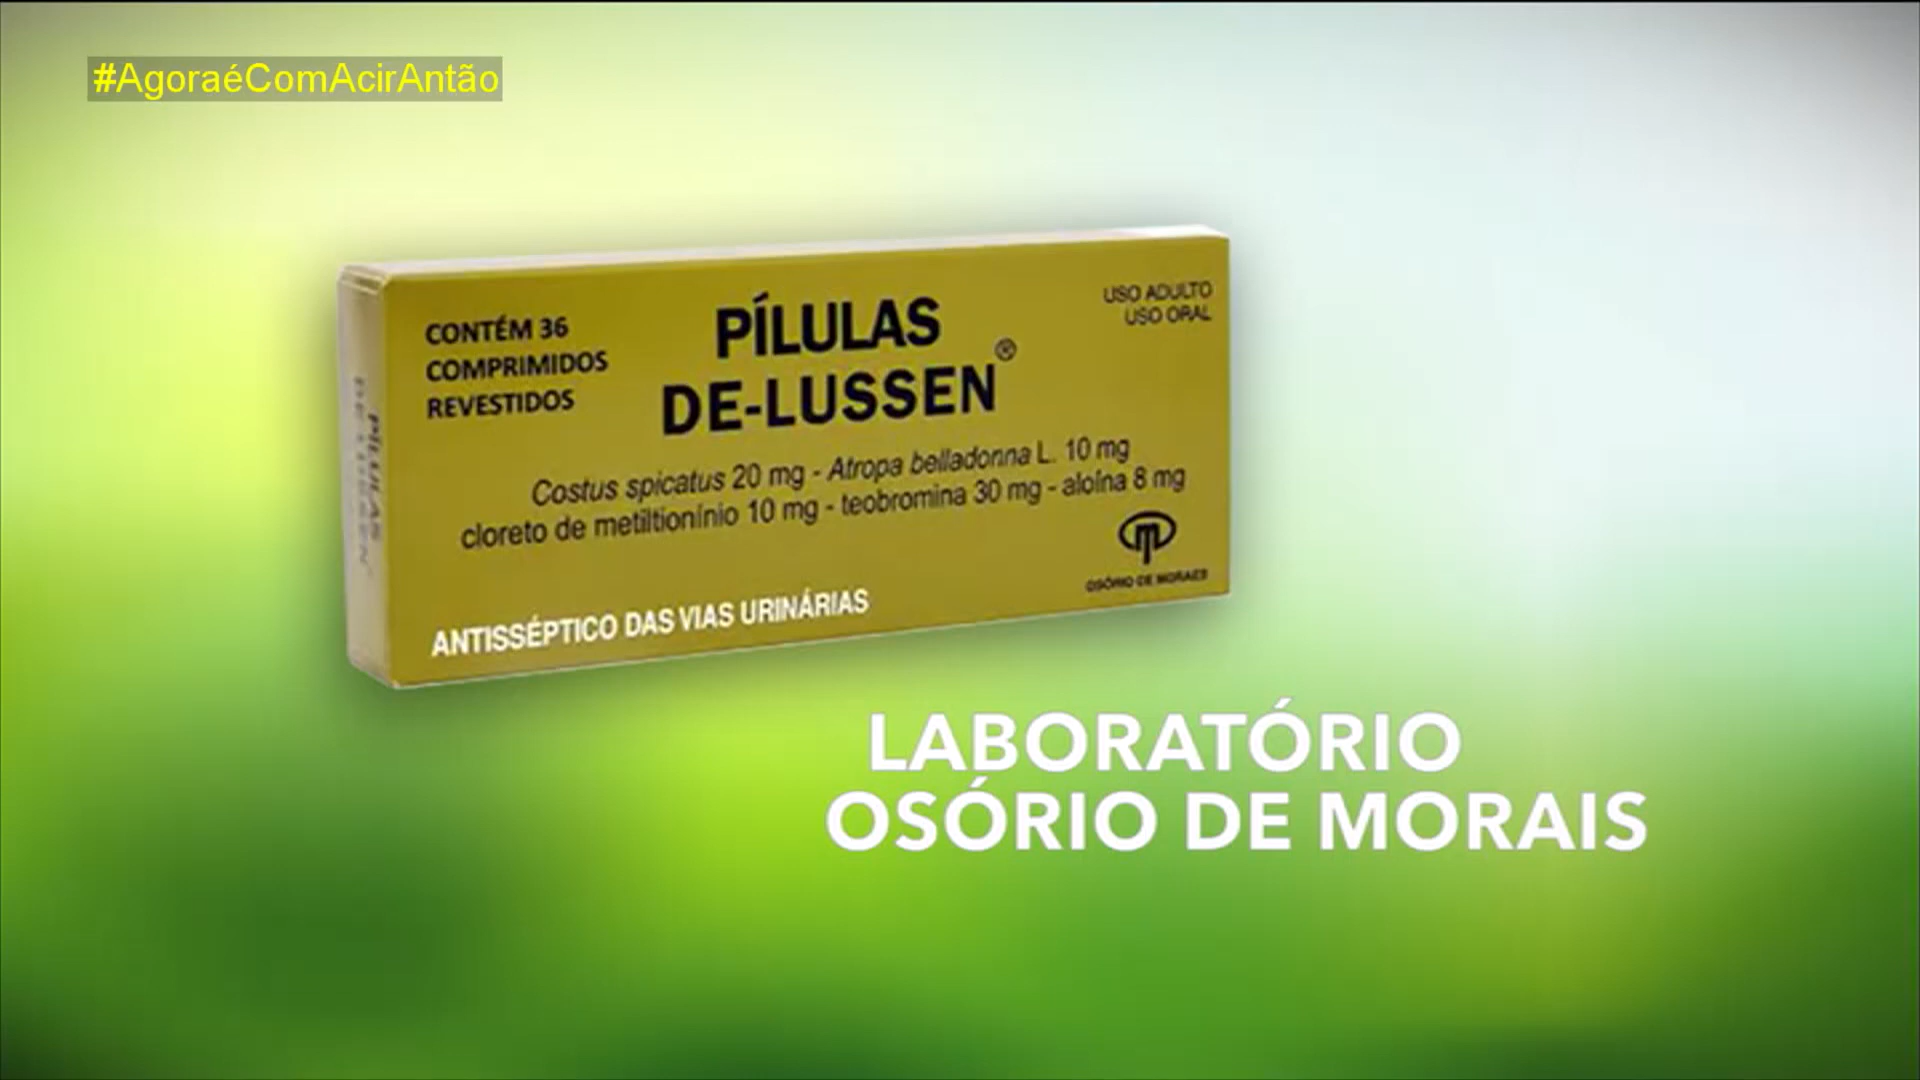 #AgoraéComAcirAntão
CONTÉM 36
COMPRIMIDOS
REVESTIDOS
PÍLULAS
DE-LUSSEN®
USO ADULTO
USO ORAL
Costus spicatus 20 mg - Atropa belladonna L. 10 mg
cloreto de metiltionínio 10 mg - teobromina 30 mg - aloína 8 mg
OSÓRIO DE MORAES
ANTISSÉPTICO DAS VIAS URINÁRIAS
PÍLULAS
DE-LUSSEN
LABORATÓRIO
OSÓRIO DE MORAIS